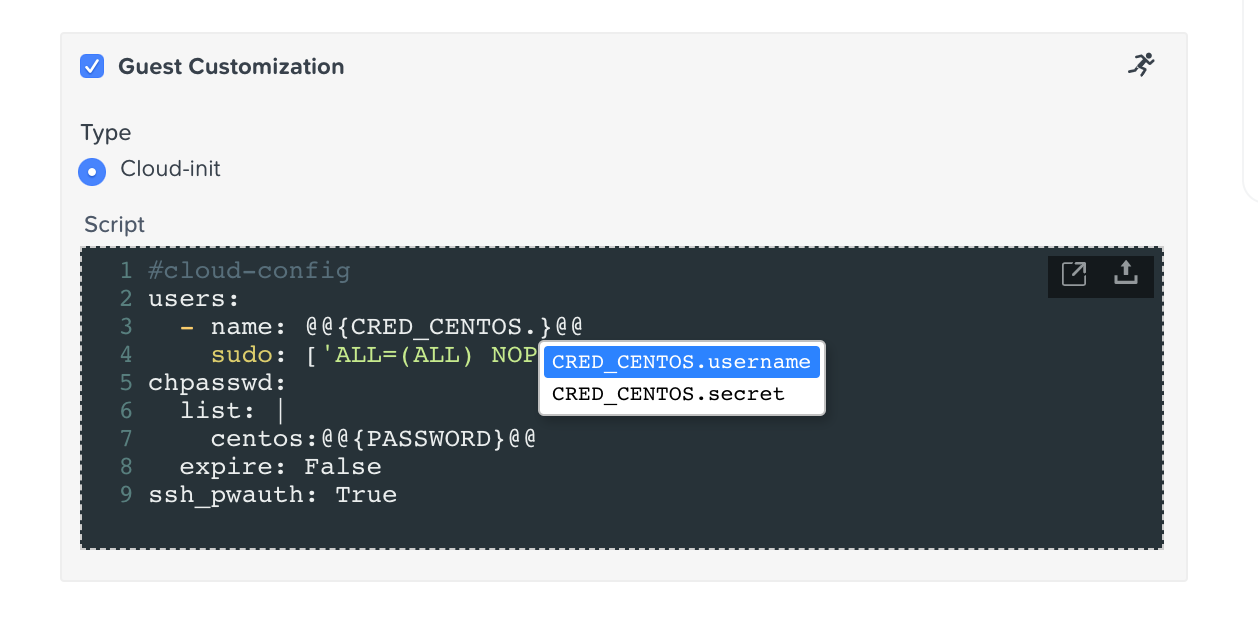 Guest Customization
Type
Cloud-init
Script
1 #cloud-config
2 users:
3   - name: @@{CRED_CENTOS.}@@
4     sudo: ['ALL=(ALL) NOP
CRED_CENTOS.username
CRED_CENTOS.secret
5 chpasswd:
6   list: |
7     centos:@@{PASSWORD}@@
8   expire: False
9 ssh_pwauth: True